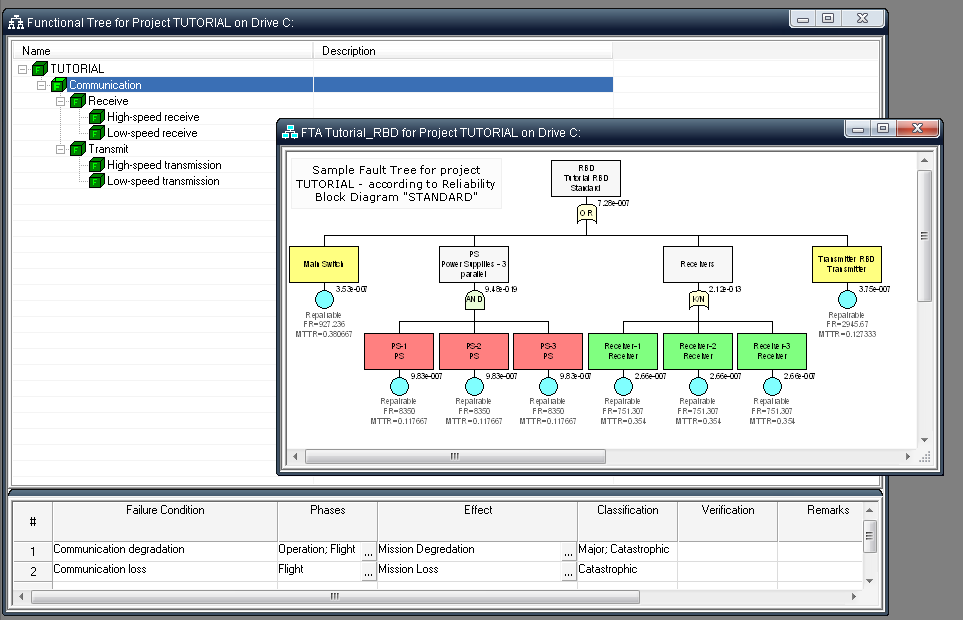 Functional Tree for Project TUTORIAL on Drive C:
Name Description
TUTORIAL
Communication
Receive
High-speed receive
Low-speed receive
Transmit
High-speed transmission
Low-speed transmission
FTA Tutorial_RBD for Project TUTORIAL on Drive C:
Sample Fault Tree for project
TUTORIAL - according to Reliability
Block Diagram "STANDARD"
RBD
Tutorial RBD
Standard
7.28e-007
OR
Main Switch
3.53e-007
Repairable
FR=927.236
MTTR=0.380667
PS
Power Supplies - 3
parallel
9.48e-019
AND
Receivers
2.12e-013
K/N
Transmitter RBD
Transmitter
3.75e-007
Repairable
FR=2945.67
MTTR=0.127333
PS-1
PS
9.83e-007
Repairable
FR=8350
MTTR=0.117667
PS-2
PS
9.83e-007
Repairable
FR=8350
MTTR=0.117667
PS-3
PS
9.83e-007
Repairable
FR=8350
MTTR=0.117667
Receiver-1
Receiver
2.66e-007
Repairable
FR=751.307
MTTR=0.354
Receiver-2
Receiver
2.66e-007
Repairable
FR=751.307
MTTR=0.354
Receiver-3
Receiver
2.66e-007
Repairable
FR=751.307
MTTR=0.354
# Failure Condition Phases Effect Classification Verification Remarks
1 Communication degradation Operation; Flight ... Mission Degredation ... Major; Catastrophic
2 Communication loss Flight ... Mission Loss ... Catastrophic